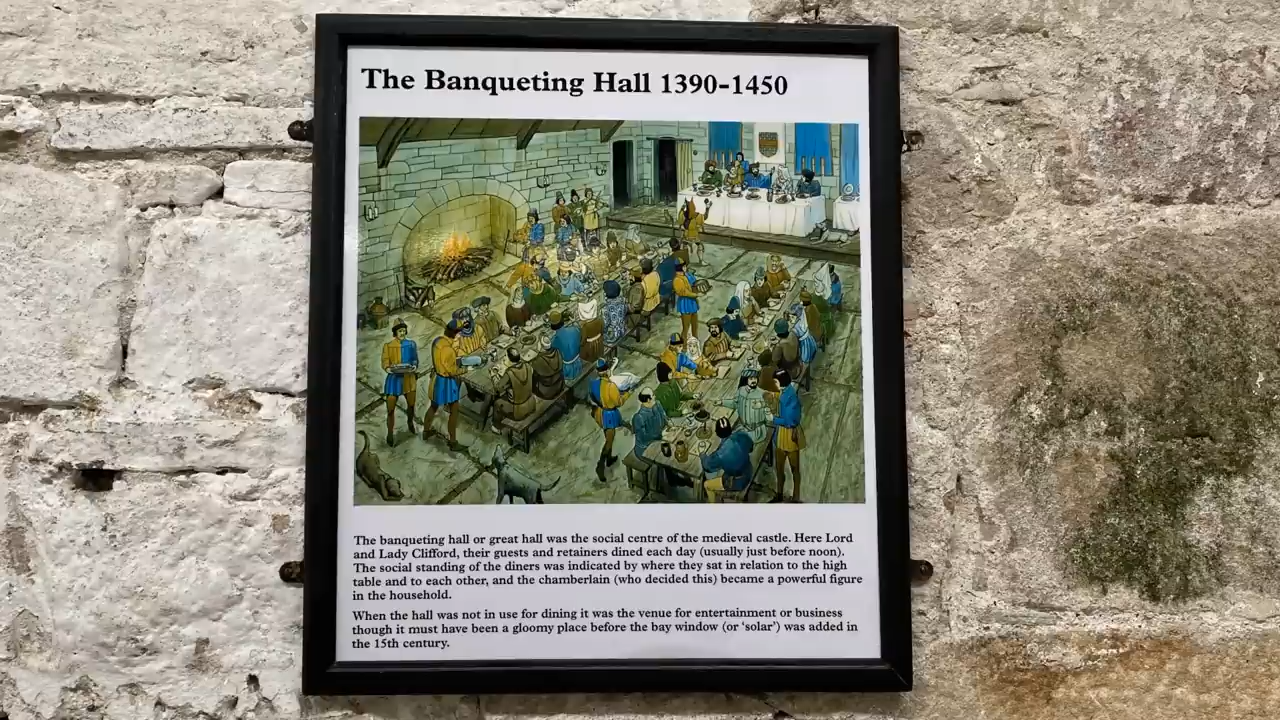 The Banqueting Hall 1390-1450
The banqueting hall or great hall was the social centre of the medieval castle. Here Lord
and Lady Clifford, their guests and retainers dined each day (usually just before noon).
The social standing of the diners was indicated by where they sat in relation to the high
table and to each other, and the chamberlain (who decided this) became a powerful figure
in the household.
When the hall was not in use for dining it was the venue for entertainment or business
though it must have been a gloomy place before the bay window (or ‘solar’) was added in
the 15th century.